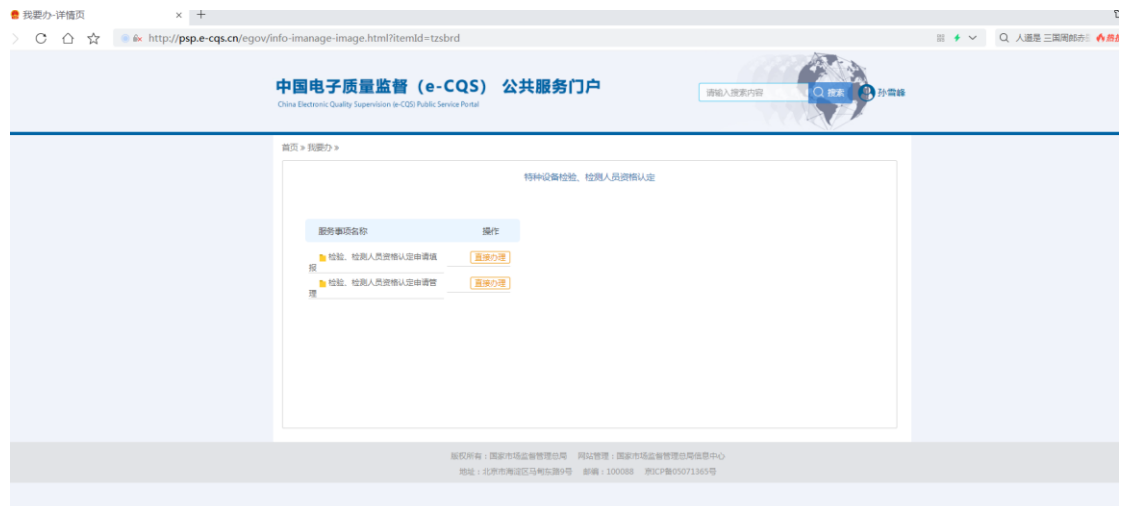 我要办-详情页 × +
http://psp.e-cqs.cn/egov/info-imanage-image.html?itemId=tzsbrd
人道是 三国周郎赤
中国电子质量监督（e-CQS） 公共服务门户
China Electronic Quality Supervision (e-CQS) Public Service Portal
请输入搜索内容 搜索 孙雪峰
首页 » 我要办 »
特种设备检验、检测人员资格认定
服务事项名称 操作
检验、检测人员资格认定申请填 直接办理
报
检验、检测人员资格认定申请管 直接办理
理
版权所有：国家市场监督管理总局 网站管理：国家市场监督管理总局信息中心
地址：北京市海淀区马甸东路9号 邮编：100088 京ICP备05071365号